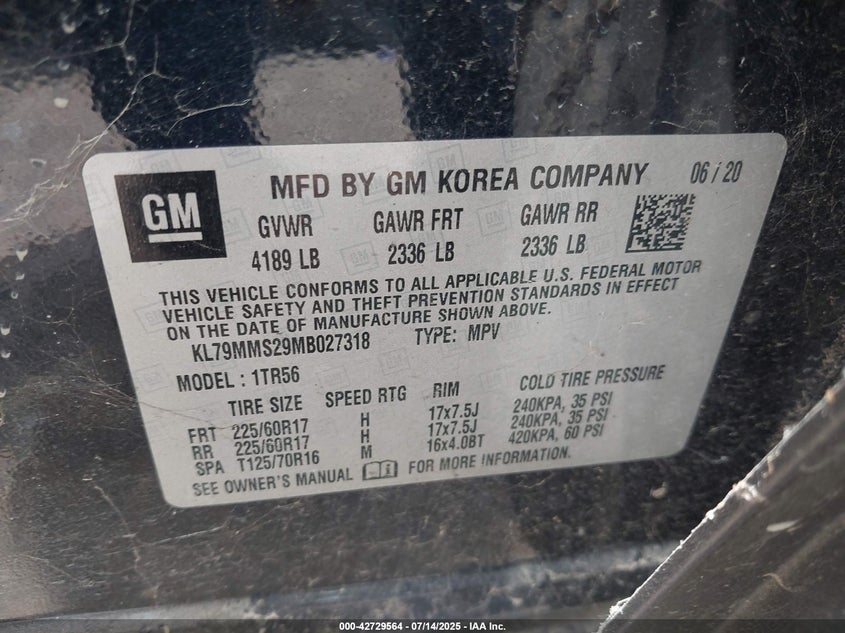 GM
MFD BY GM KOREA COMPANY 06 / 20
GVWR GAWR FRT GAWR RR
4189 LB 2336 LB 2336 LB
THIS VEHICLE CONFORMS TO ALL APPLICABLE U.S. FEDERAL MOTOR
VEHICLE SAFETY AND THEFT PREVENTION STANDARDS IN EFFECT
ON THE DATE OF MANUFACTURE SHOWN ABOVE.
KL79MMS29MB027318 TYPE: MPV
MODEL : 1TR56
TIRE SIZE SPEED RTG RIM COLD TIRE PRESSURE
FRT 225/60R17 H 17x7.5J 240KPA, 35 PSI
RR 225/60R17 H 17x7.5J 240KPA, 35 PSI
SPA T125/70R16 M 16x4.0BT 420KPA, 60 PSI
SEE OWNER'S MANUAL FOR MORE INFORMATION.
000-42729564 | 07/14/2025 - IAA Inc.